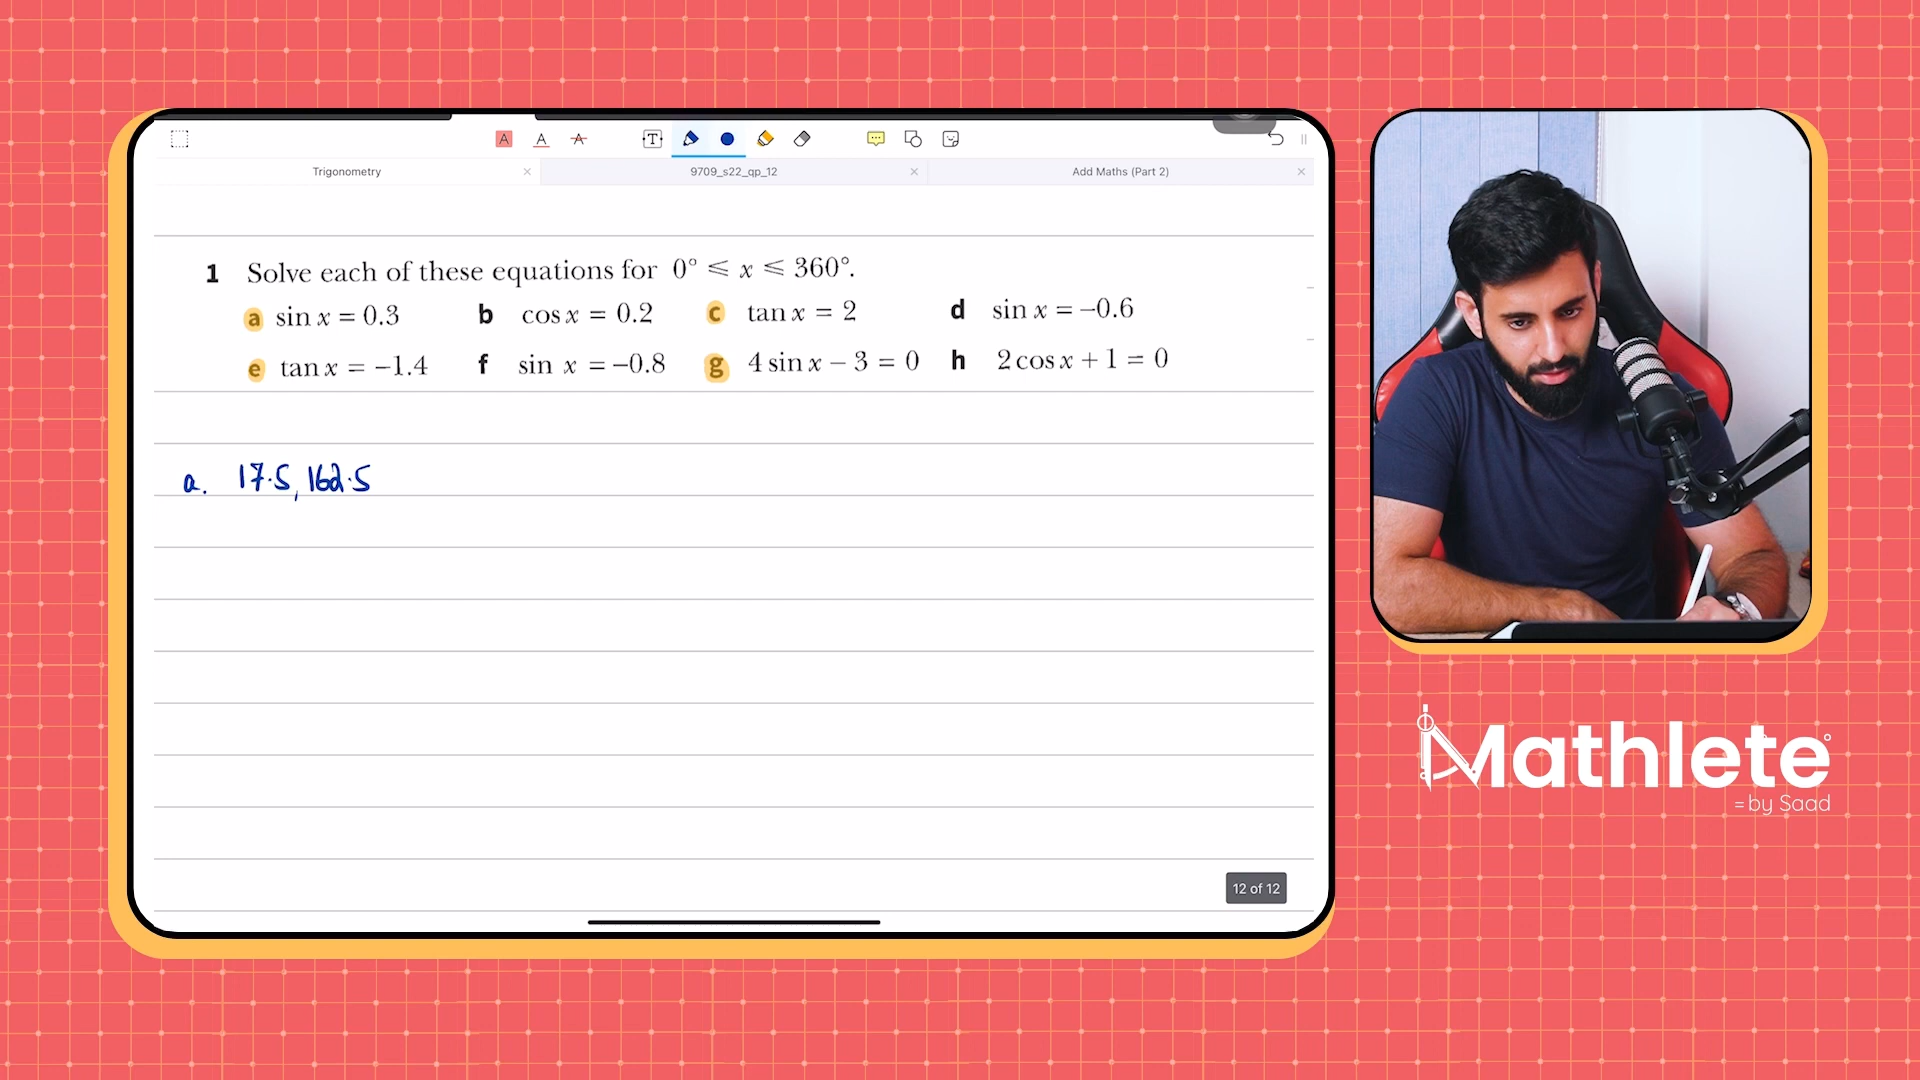 A A A T
Trigonometry × 9709_s22_qp_12 × Add Maths (Part 2) ×
1 Solve each of these equations for 0° ⩽ x ⩽ 360°.
a sin x = 0.3 b cos x = 0.2 c tan x = 2 d sin x = −0.6
e tan x = −1.4 f sin x = −0.8 g 4 sin x − 3 = 0 h 2 cos x + 1 = 0
a. 17.5, 162.5
12 of 12
Mathlete
= by Saad